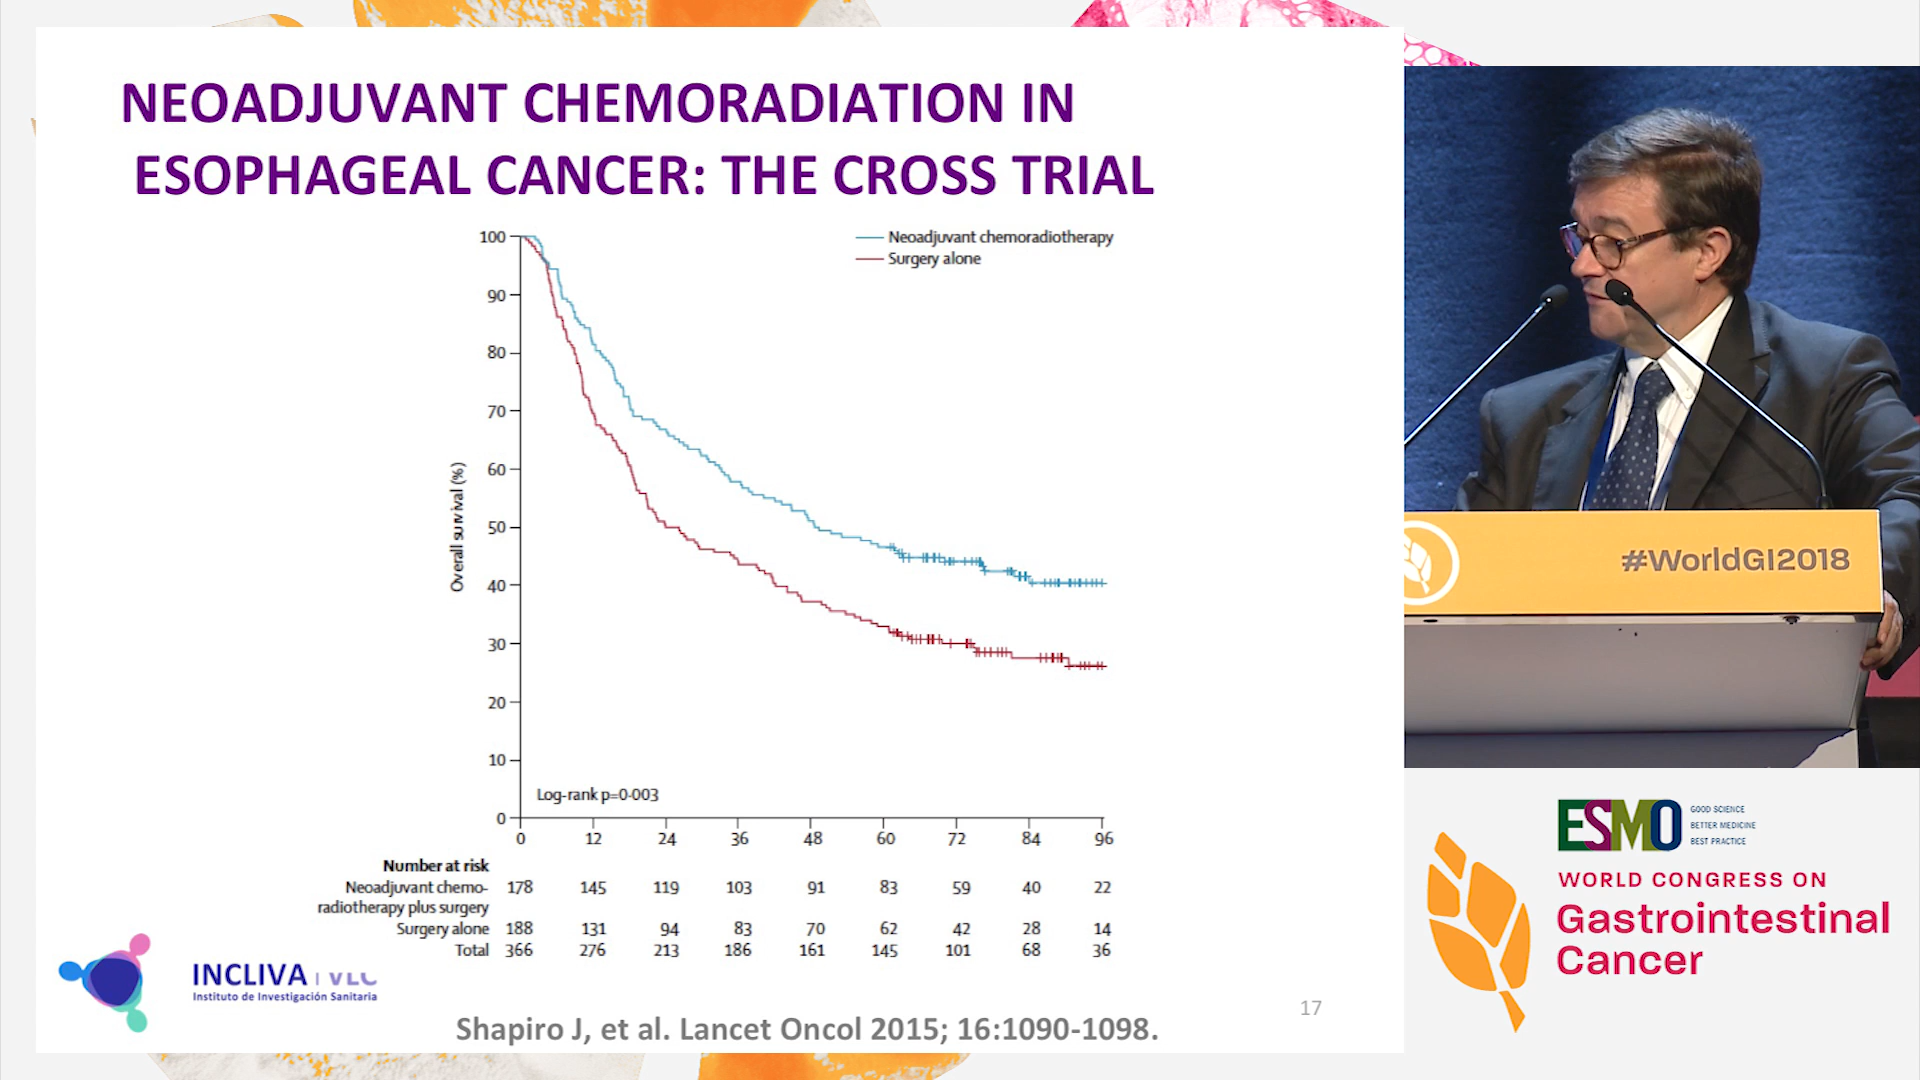 NEOADJUVANT CHEMORADIATION IN
ESOPHAGEAL CANCER: THE CROSS TRIAL
Neoadjuvant chemoradiotherapy
Surgery alone
100
90
80
70
60
50
40
30
20
10
0
Overall survival (%)
Log-rank p=0·003
0 12 24 36 48 60 72 84 96
Number at risk
Neoadjuvant chemo-
radiotherapy plus surgery
178 145 119 103 91 83 59 40 22
Surgery alone 188 131 94 83 70 62 42 28 14
Total 366 276 213 186 161 145 101 68 36
INCLIVA | VLC
Instituto de Investigación Sanitaria
17
Shapiro J, et al. Lancet Oncol 2015; 16:1090-1098.
#WorldGI2018
ESMO
GOOD SCIENCE
BETTER MEDICINE
BEST PRACTICE
WORLD CONGRESS ON
Gastrointestinal
Cancer